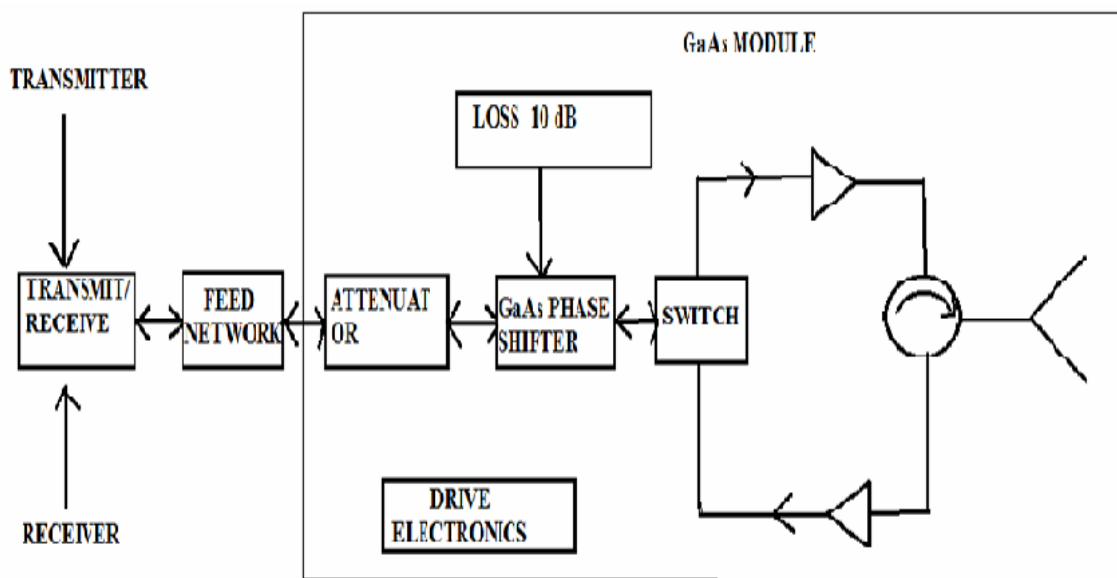 GaAs MODULE
TRANSMITTER
LOSS 10 dB
TRANSMIT/
RECEIVE
FEED
NETWORK
ATTENUAT
OR
GaAs PHASE
SHIFTER
SWITCH
DRIVE
ELECTRONICS
RECEIVER